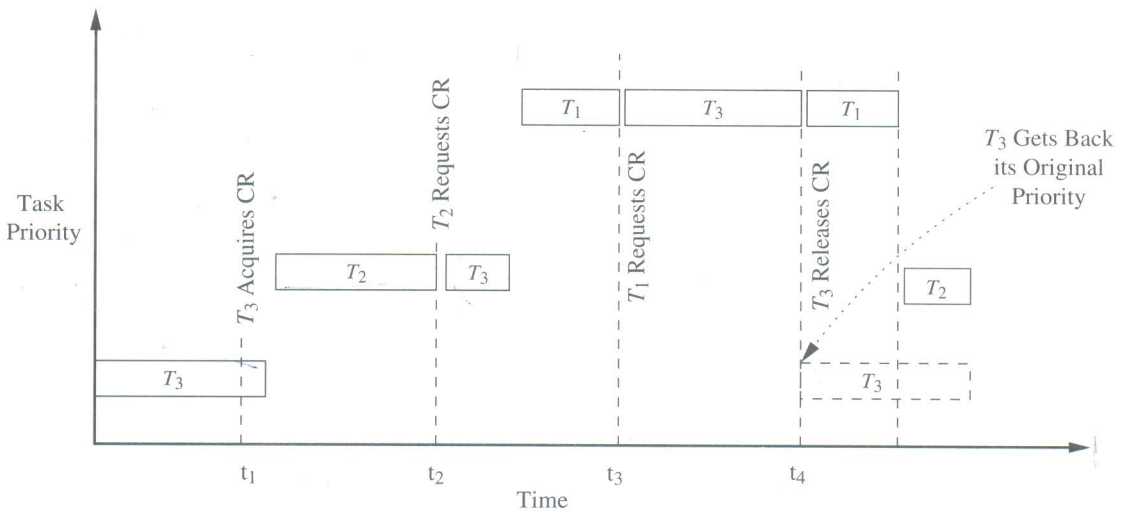 T1
T3
T1
T3 Gets Back
its Original
Priority
Task
Priority
T3 Acquires CR
T2 Requests CR
T1 Requests CR
T3 Releases CR
T2
T3
T2
T3
T3
t1
t2
t3
t4
Time